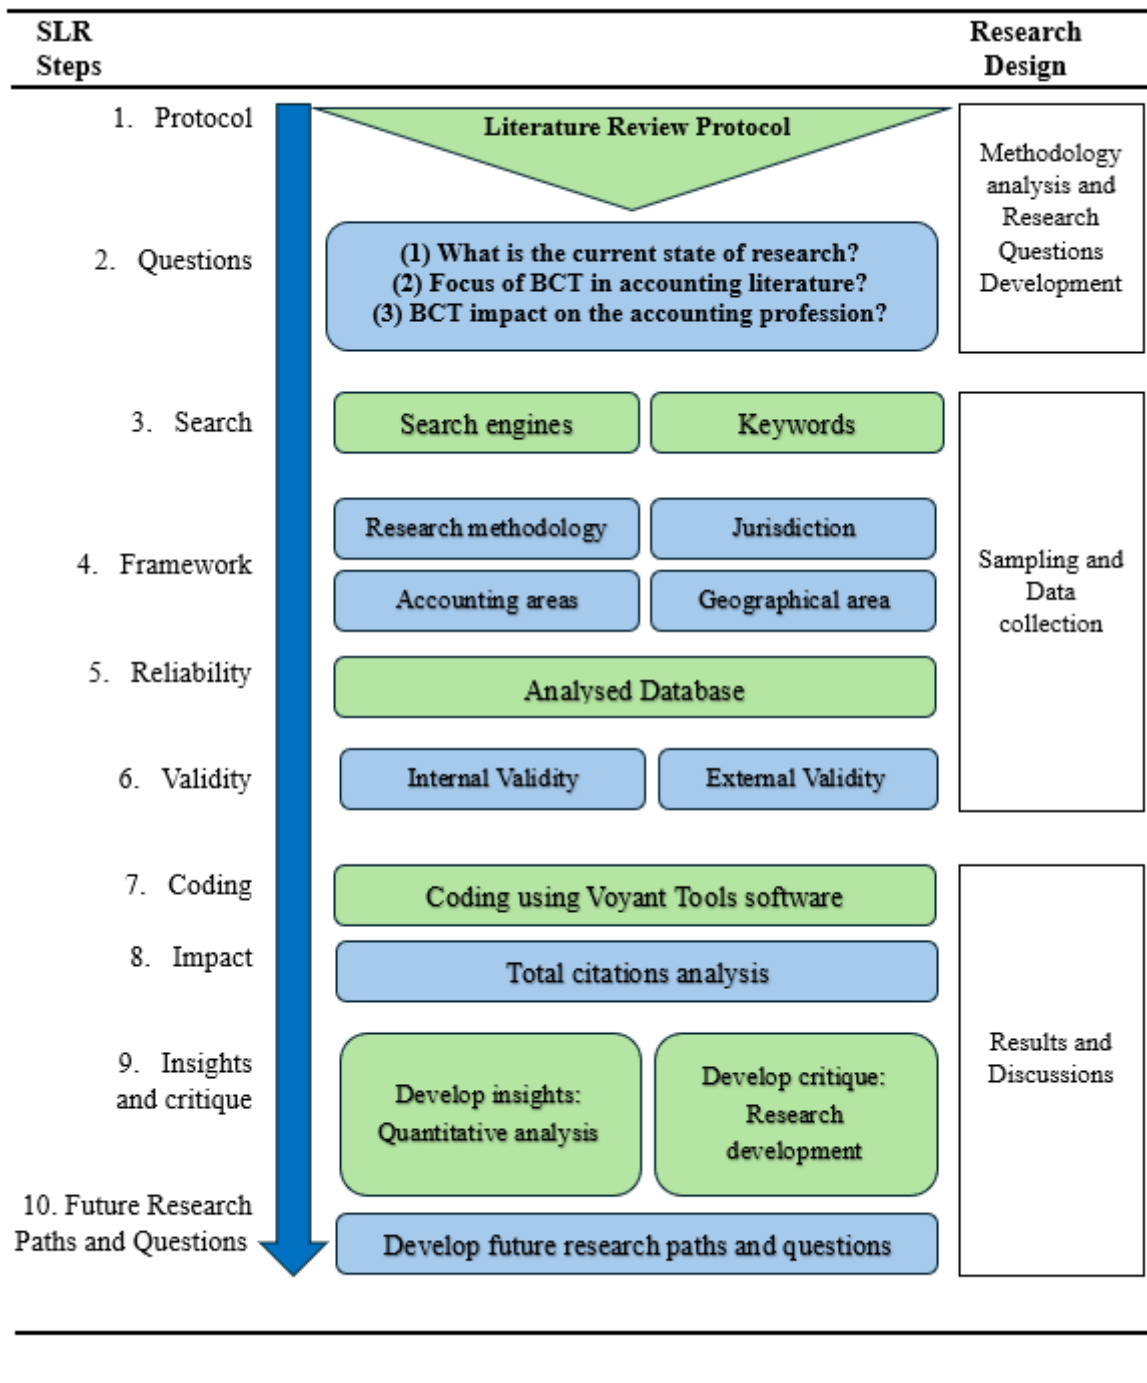 SLR
Steps
Research
Design
1. Protocol
Literature Review Protocol
Methodology
analysis and
Research
Questions
Development
2. Questions
(1) What is the current state of research?
(2) Focus of BCT in accounting literature?
(3) BCT impact on the accounting profession?
3. Search
Search engines
Keywords
Sampling and
Data
collection
4. Framework
Research methodology
Jurisdiction
Accounting areas
Geographical area
5. Reliability
Analysed Database
6. Validity
Internal Validity
External Validity
7. Coding
Coding using Voyant Tools software
Results and
Discussions
8. Impact
Total citations analysis
9. Insights
and critique
Develop insights:
Quantitative analysis
Develop critique:
Research
development
10. Future Research
Paths and Questions
Develop future research paths and questions